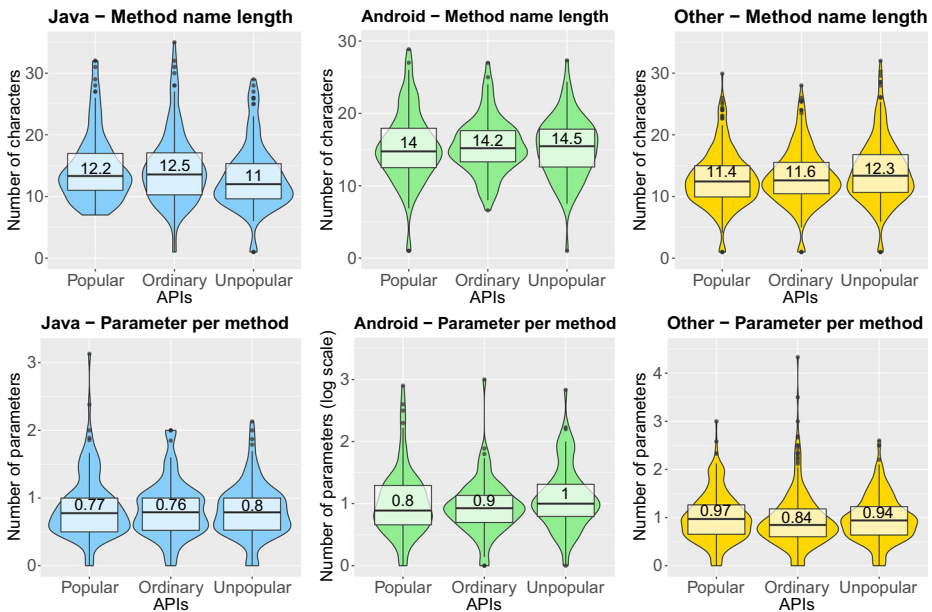 Java − Method name length
Number of characters
30
20
10
0
12.2
12.5
11
Popular Ordinary Unpopular
APIs
Android − Method name length
Number of characters
30
20
10
0
14
14.2
14.5
Popular Ordinary Unpopular
APIs
Other − Method name length
Number of characters
30
20
10
0
11.4
11.6
12.3
Popular Ordinary Unpopular
APIs
Java − Parameter per method
Number of parameters
3
2
1
0
0.77
0.76
0.8
Popular Ordinary Unpopular
APIs
Android − Parameter per method
Number of parameters (log scale)
3
2
1
0
0.8
0.9
1
Popular Ordinary Unpopular
APIs
Other − Parameter per method
Number of parameters
4
3
2
1
0
0.97
0.84
0.94
Popular Ordinary Unpopular
APIs